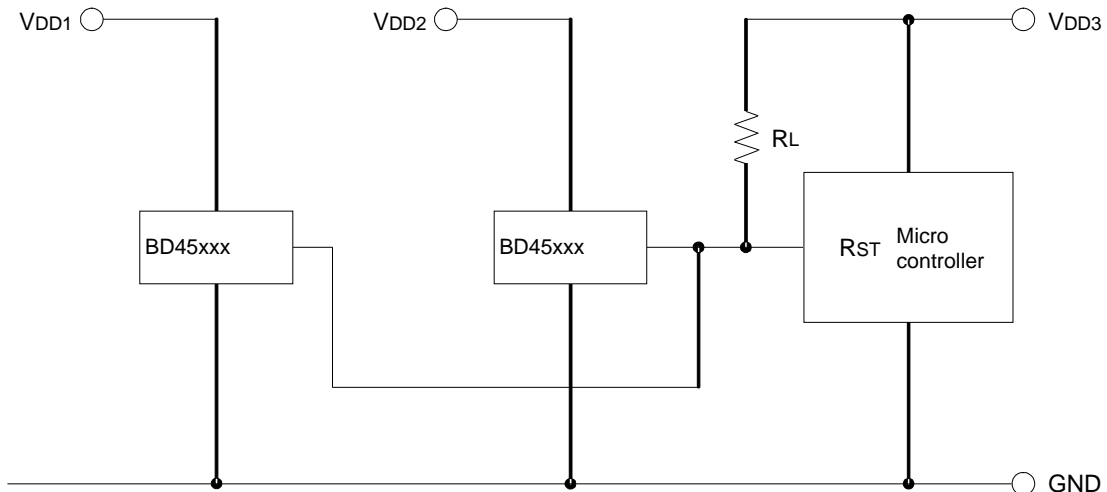 VDD1
VDD2
VDD3
RL
BD45xxx
BD45xxx
RST
Micro
controller
GND